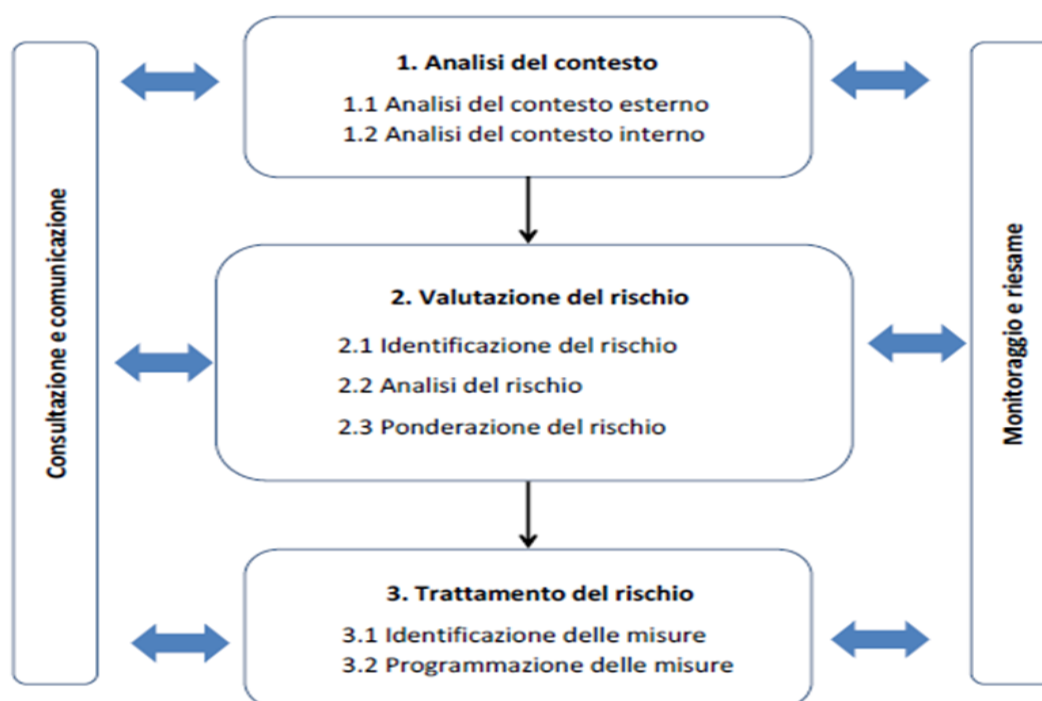 Consultazione e comunicazione
1. Analisi del contesto
1.1 Analisi del contesto esterno
1.2 Analisi del contesto interno
2. Valutazione del rischio
2.1 Identificazione del rischio
2.2 Analisi del rischio
2.3 Ponderazione del rischio
3. Trattamento del rischio
3.1 Identificazione delle misure
3.2 Programmazione delle misure
Monitoraggio e riesame